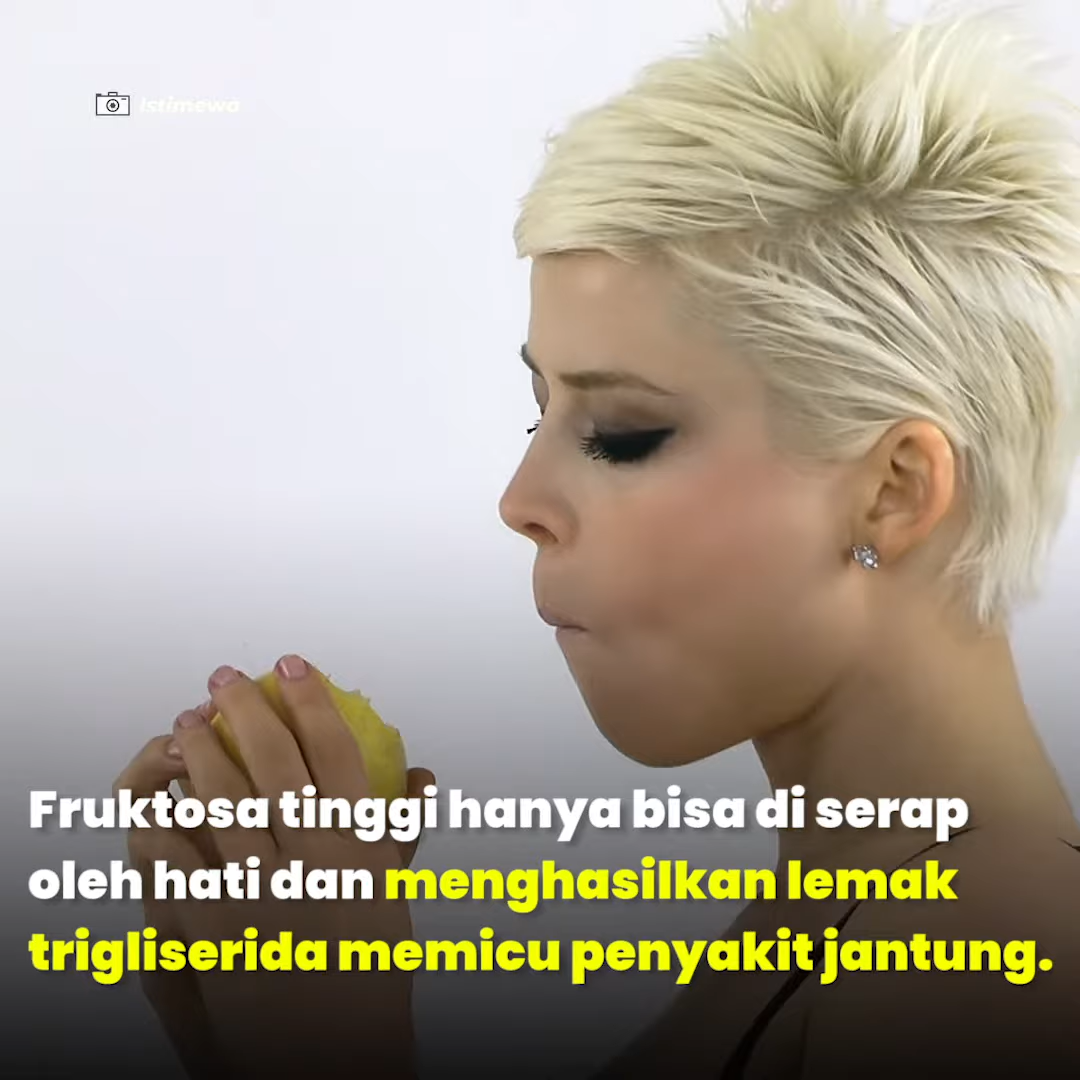 Istimewa
Fruktosa tinggi hanya bisa di serap
oleh hati dan menghasilkan lemak
trigliserida memicu penyakit jantung.